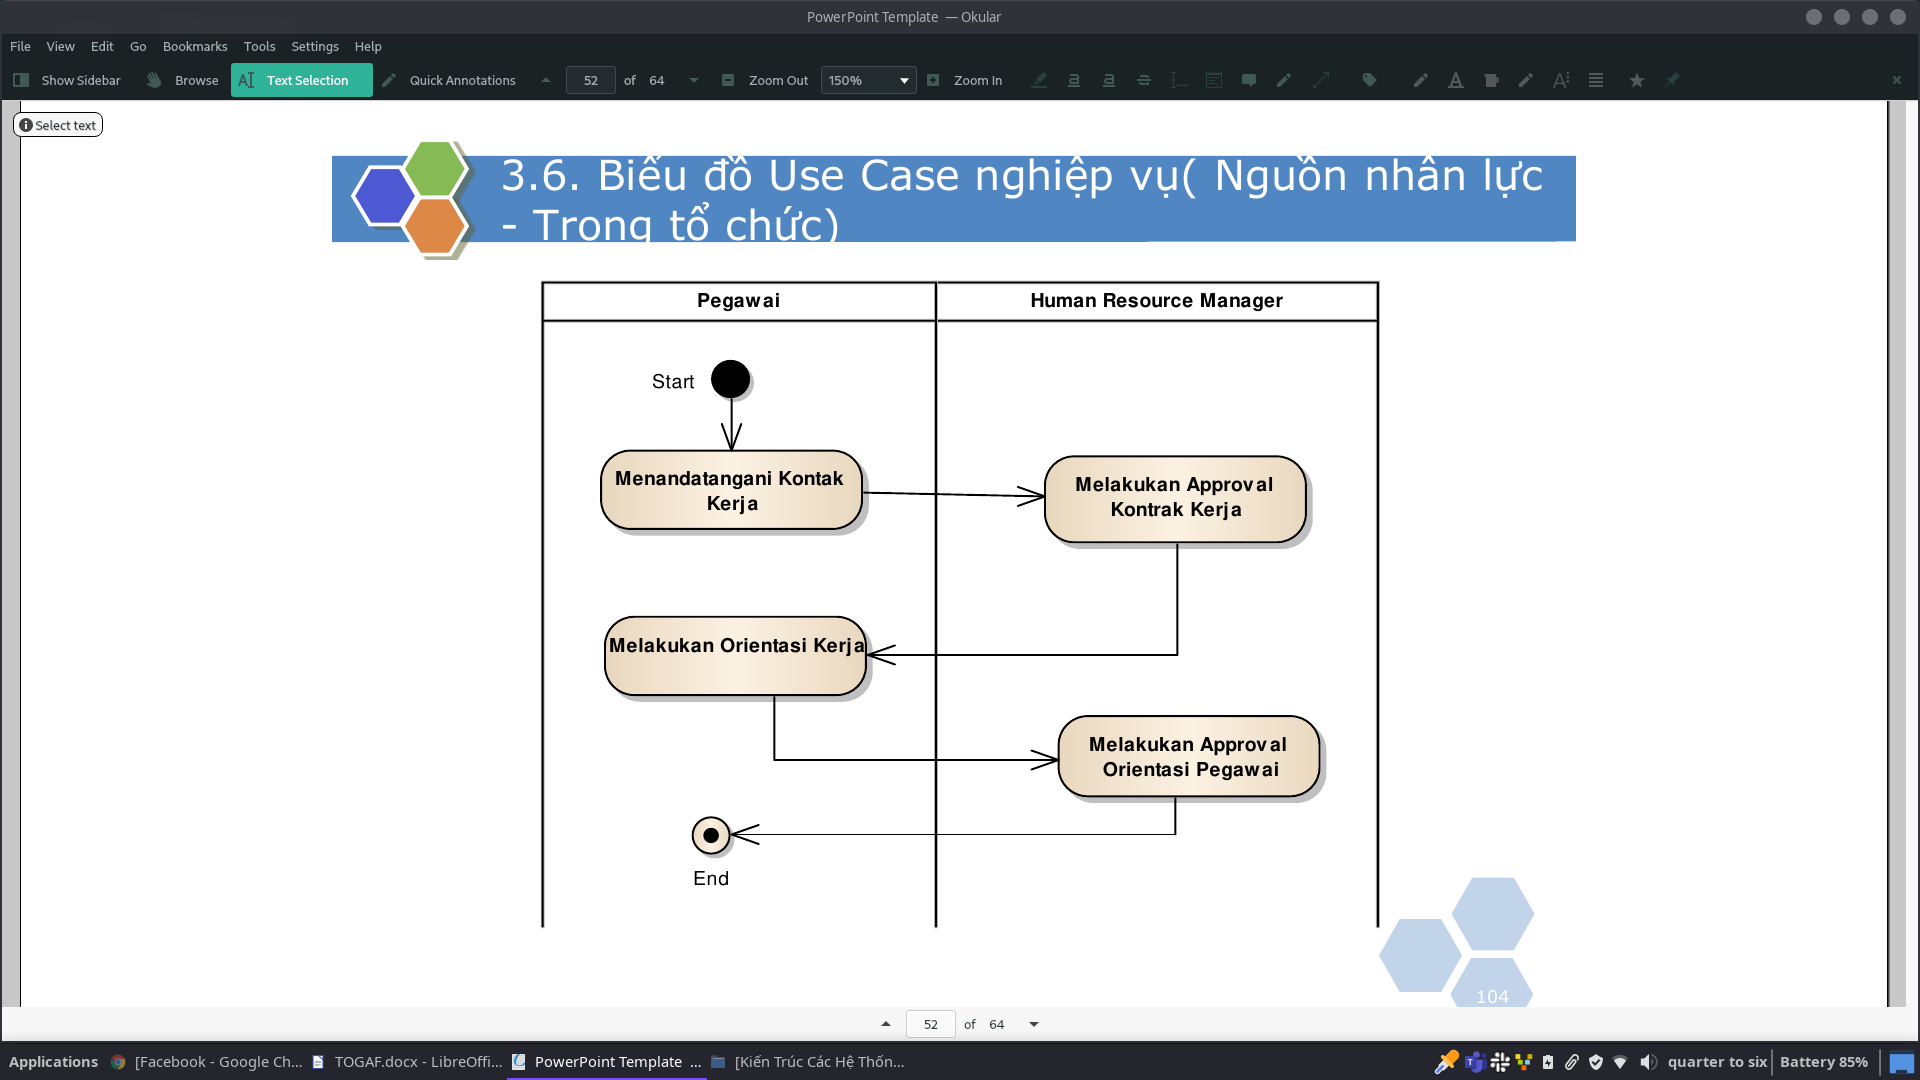 PowerPoint Template — Okular
File View Edit Go Bookmarks Tools Settings Help
Show Sidebar Browse Text Selection Quick Annotations 52 of 64 Zoom Out 150% Zoom In
Select text
3.6. Biểu đồ Use Case nghiệp vụ( Nguồn nhân lực
- Trong tổ chức)
Pegawai Human Resource Manager
Start
Menandatangani Kontak
Kerja
Melakukan Approval
Kontrak Kerja
Melakukan Orientasi Kerja
Melakukan Approval
Orientasi Pegawai
End
104
52 of 64
Applications [Facebook - Google Ch... TOGAF.docx - LibreOffi... PowerPoint Template ... [Kiến Trúc Các Hệ Thốn... quarter to six Battery 85%